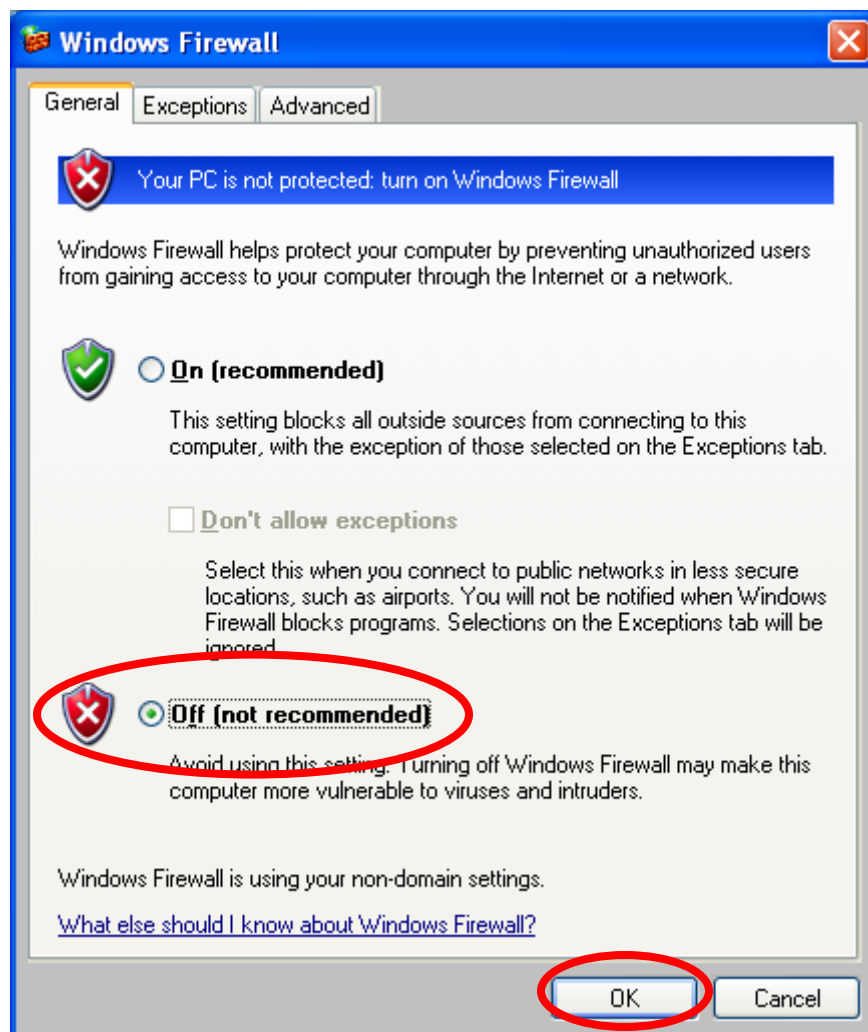 Windows Firewall
General Exceptions Advanced
Your PC is not protected: turn on Windows Firewall
Windows Firewall helps protect your computer by preventing unauthorized users
from gaining access to your computer through the Internet or a network.
On (recommended)
This setting blocks all outside sources from connecting to this
computer, with the exception of those selected on the Exceptions tab.
Don't allow exceptions
Select this when you connect to public networks in less secure
locations, such as airports. You will not be notified when Windows
Firewall blocks programs. Selections on the Exceptions tab will be
ignored.
Off (not recommended)
Avoid using this setting. Turning off Windows Firewall may make this
computer more vulnerable to viruses and intruders.
Windows Firewall is using your non-domain settings.
What else should I know about Windows Firewall?
OK Cancel